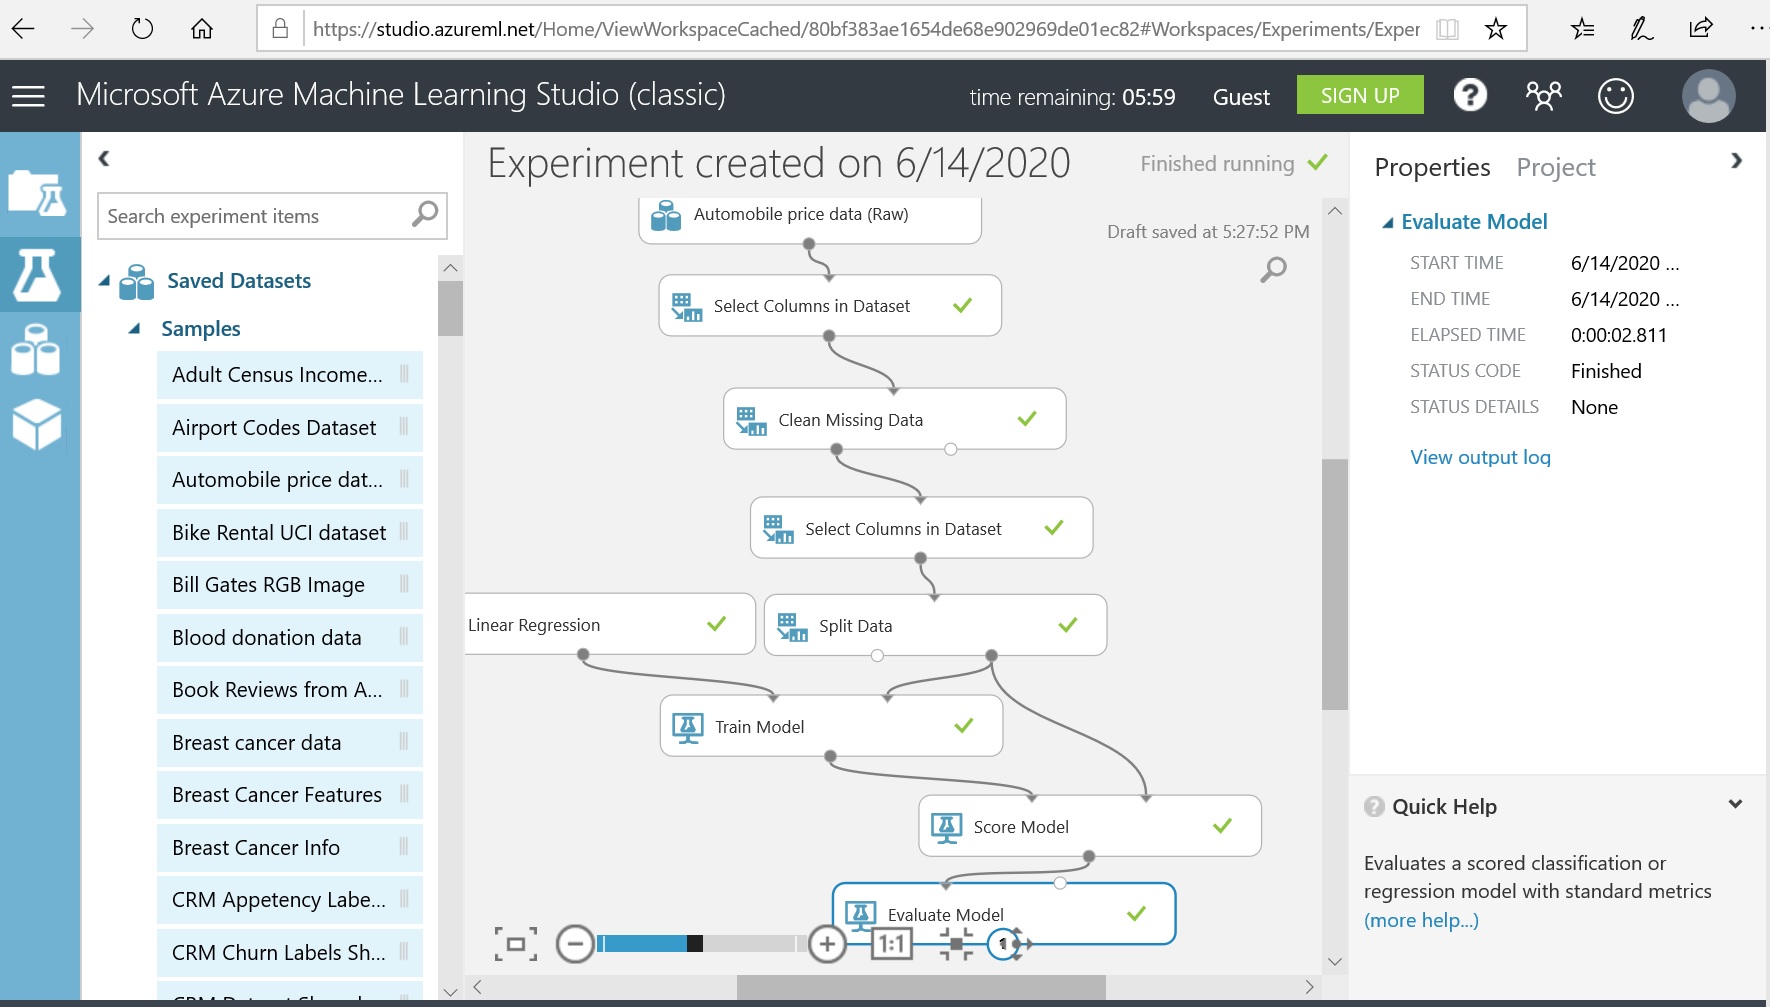 https://studio.azureml.net/Home/ViewWorkspaceCached/80bf383ae1654de68e902969de01ec82#Workspaces/Experiments/Exper
Microsoft Azure Machine Learning Studio (classic)
time remaining: 05:59
Guest
SIGN UP
Search experiment items
Saved Datasets
Samples
Adult Census Income...
Airport Codes Dataset
Automobile price dat...
Bike Rental UCI dataset
Bill Gates RGB Image
Blood donation data
Book Reviews from A...
Breast cancer data
Breast Cancer Features
Breast Cancer Info
CRM Appetency Labe...
CRM Churn Labels Sh...
Experiment created on 6/14/2020
Finished running
Draft saved at 5:27:52 PM
Automobile price data (Raw)
Select Columns in Dataset
Clean Missing Data
Select Columns in Dataset
Linear Regression
Split Data
Train Model
Score Model
Evaluate Model
1:1
Properties
Project
Evaluate Model
START TIME 6/14/2020 ...
END TIME 6/14/2020 ...
ELAPSED TIME 0:00:02.811
STATUS CODE Finished
STATUS DETAILS None
View output log
Quick Help
Evaluates a scored classification or
regression model with standard metrics
(more help...)